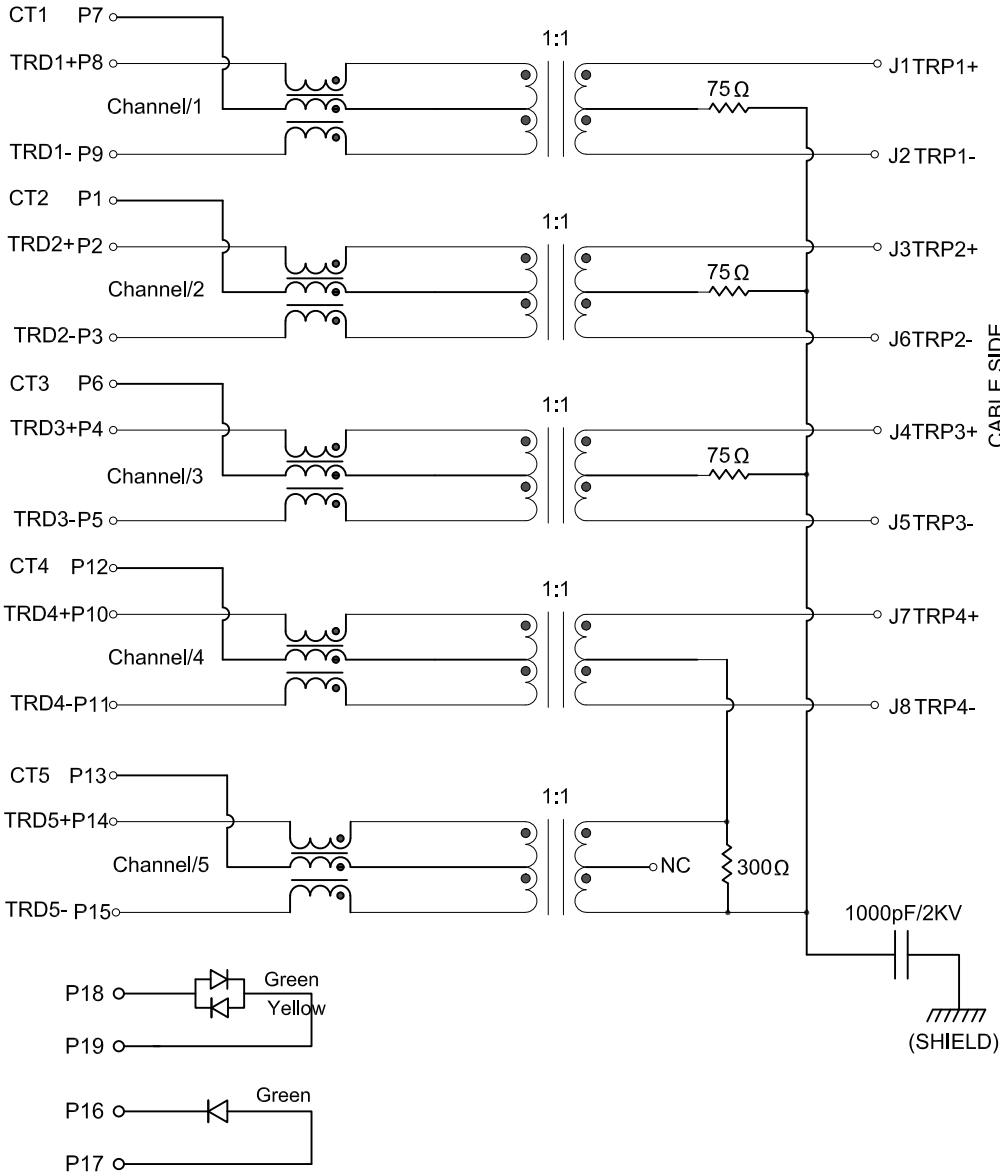 CT1 P7
1:1
TRD1+P8
J1TRP1+
75Ω
Channel/1
TRD1- P9
J2 TRP1-
CT2 P1
1:1
TRD2+P2
J3TRP2+
75Ω
Channel/2
TRD2-P3
J6TRP2-
CABLE SIDE
CT3 P6
1:1
TRD3+P4
J4TRP3+
75Ω
Channel/3
TRD3-P5
J5TRP3-
CT4 P12
1:1
TRD4+P10
J7TRP4+
Channel/4
TRD4-P11
J8 TRP4-
CT5 P13
1:1
TRD5+P14
Channel/5
NC
300Ω
TRD5- P15
1000pF/2KV
P18
Green
Yellow
P19
(SHIELD)
Green
P16
P17